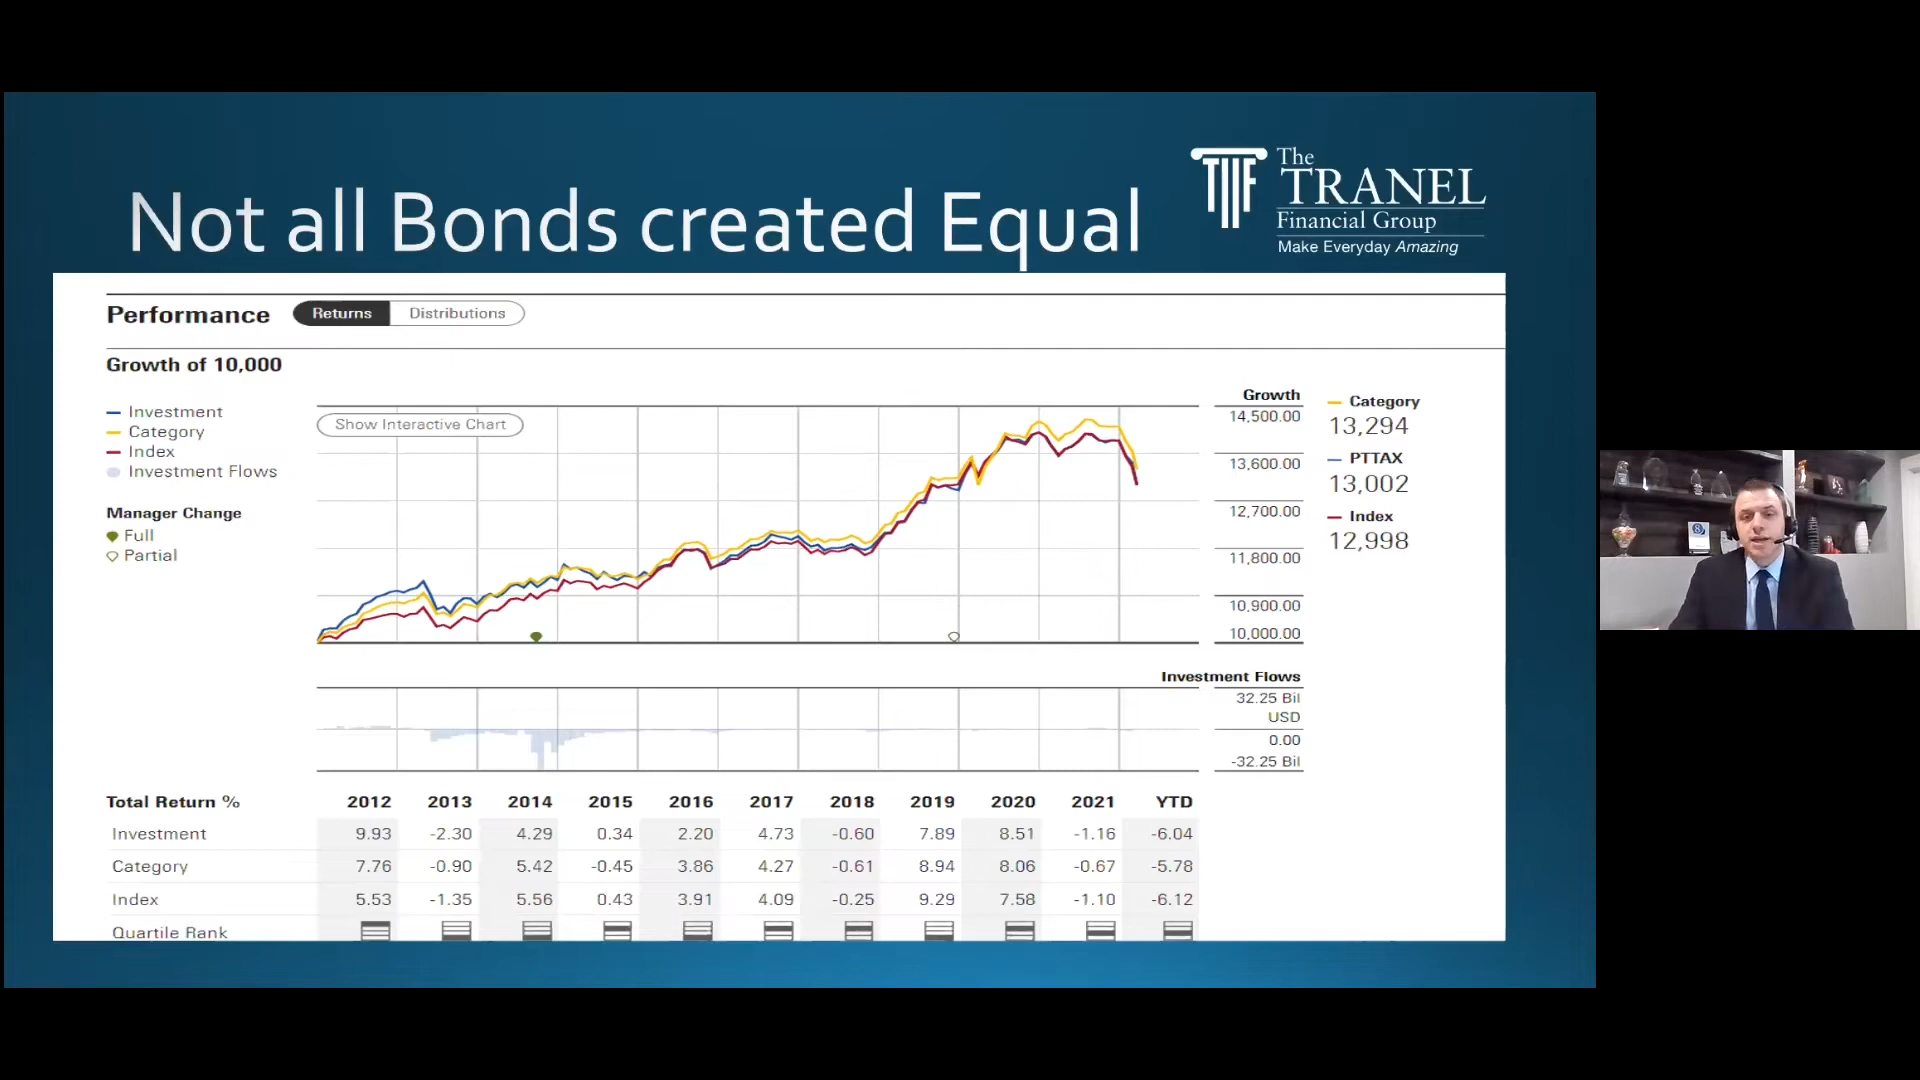 Not all Bonds created Equal
The
TRANEL
Financial Group
Make Everyday Amazing
Performance
Returns
Distributions
Growth of 10,000
Investment
Category
Index
Investment Flows
Manager Change
Full
Partial
Show Interactive Chart
Growth
14,500.00
13,600.00
12,700.00
11,800.00
10,900.00
10,000.00
Category
13,294
PTTAX
13,002
Index
12,998
Investment Flows
32.25 Bil
USD
0.00
-32.25 Bil
Total Return % 2012 2013 2014 2015 2016 2017 2018 2019 2020 2021 YTD
Investment 9.93 -2.30 4.29 0.34 2.20 4.73 -0.60 7.89 8.51 -1.16 -6.04
Category 7.76 -0.90 5.42 -0.45 3.86 4.27 -0.61 8.94 8.06 -0.67 -5.78
Index 5.53 -1.35 5.56 0.43 3.91 4.09 -0.25 9.29 7.58 -1.10 -6.12
Quartile Rank